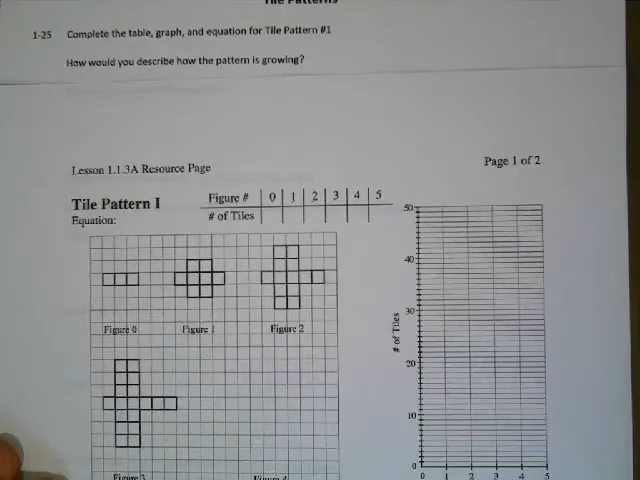 Tile Patterns
1-25 Complete the table, graph, and equation for Tile Pattern #1
How would you describe how the pattern is growing?
Lesson 1.1.3A Resource Page
Page 1 of 2
Tile Pattern I
Figure # 0 1 2 3 4 5
Equation:
# of Tiles
50
40
30
20
10
0
# of Tiles
0 1 2 3 4 5
Figure 0 Figure 1 Figure 2
Figure 3 Figure 4